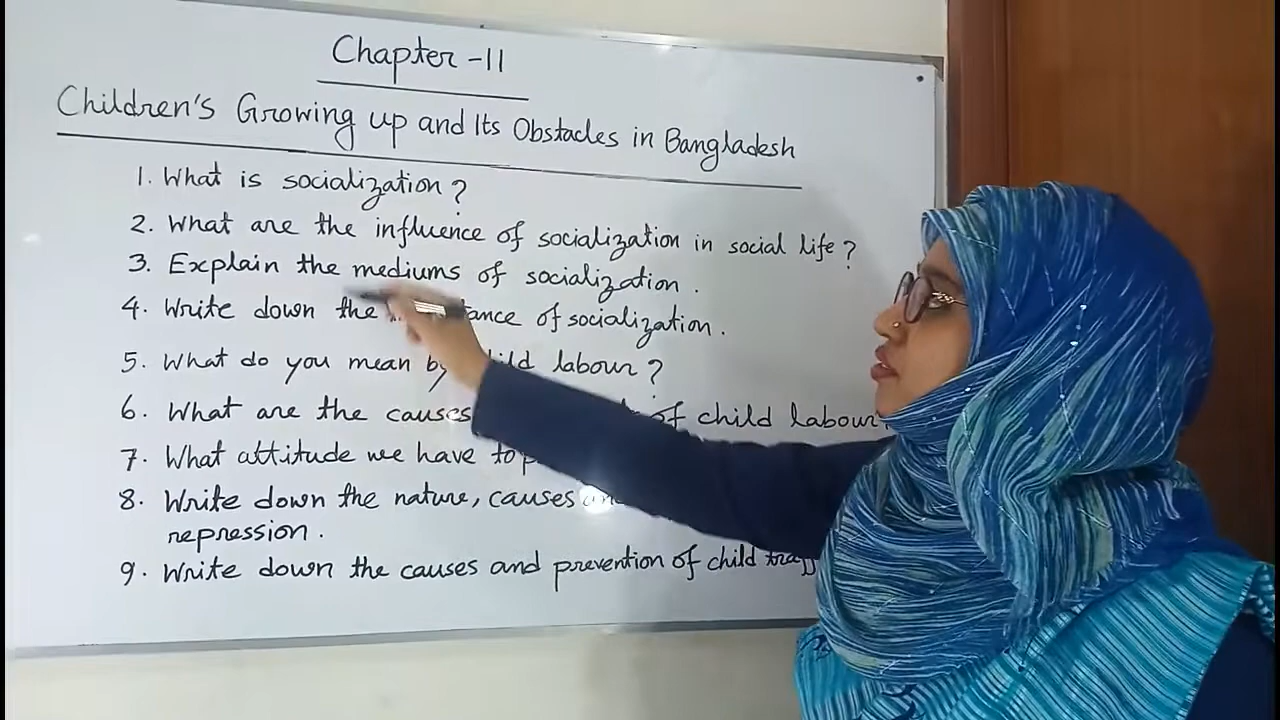 Chapter -11
Children's Growing up and Its Obstacles in Bangladesh
1. What is socialization?
2. What are the influence of socialization in social life?
3. Explain the mediums of socialization.
4. Write down the of socialization.
5. What do you mean by labour?
6. What are the causes of child labour?
7. What attitude we have to
8. Write down the nature, causes
repression.
9. Write down the causes and prevention of child